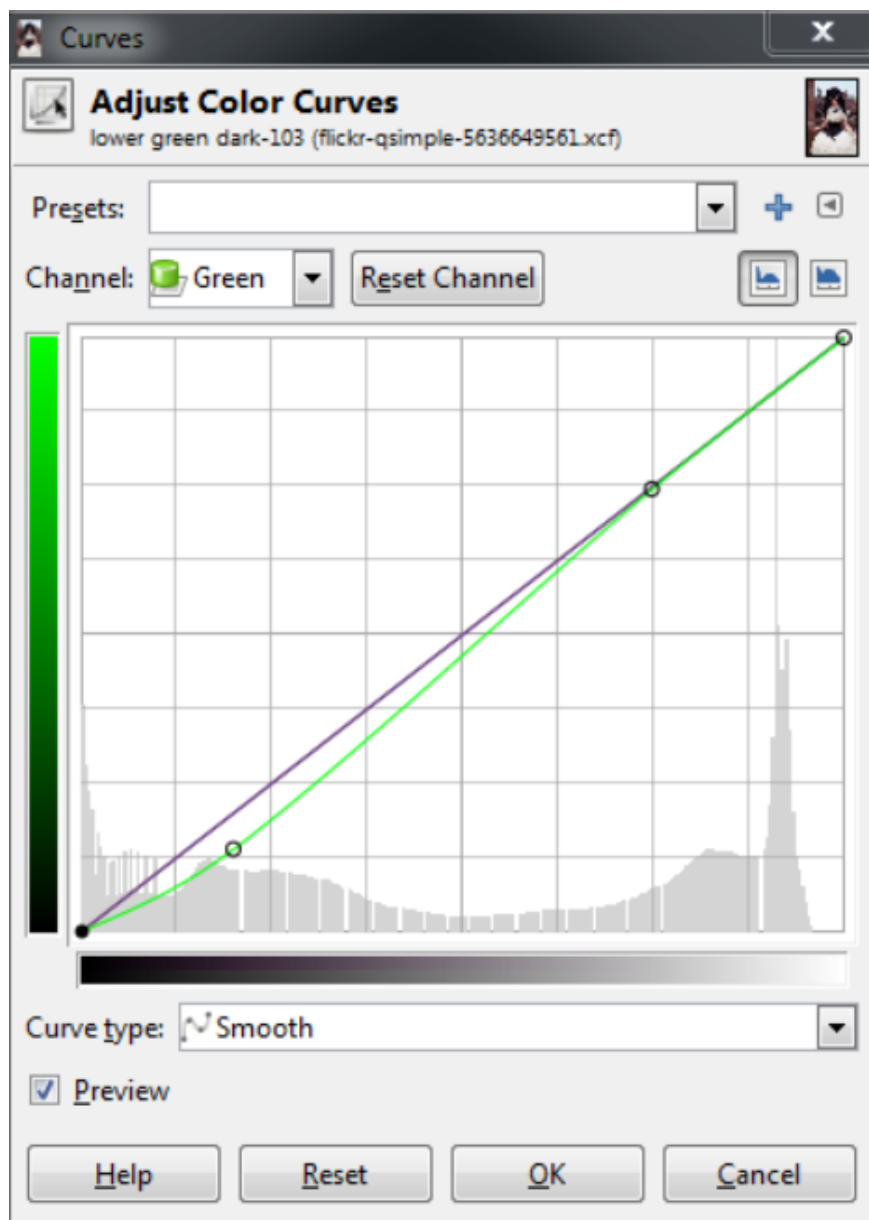 Curves
Adjust Color Curves
lower green dark-103 (flickr-qsimple-5636649561.xcf)
Presets:
Channel: Green Reset Channel
Curve type: Smooth
Preview
Help Reset OK Cancel